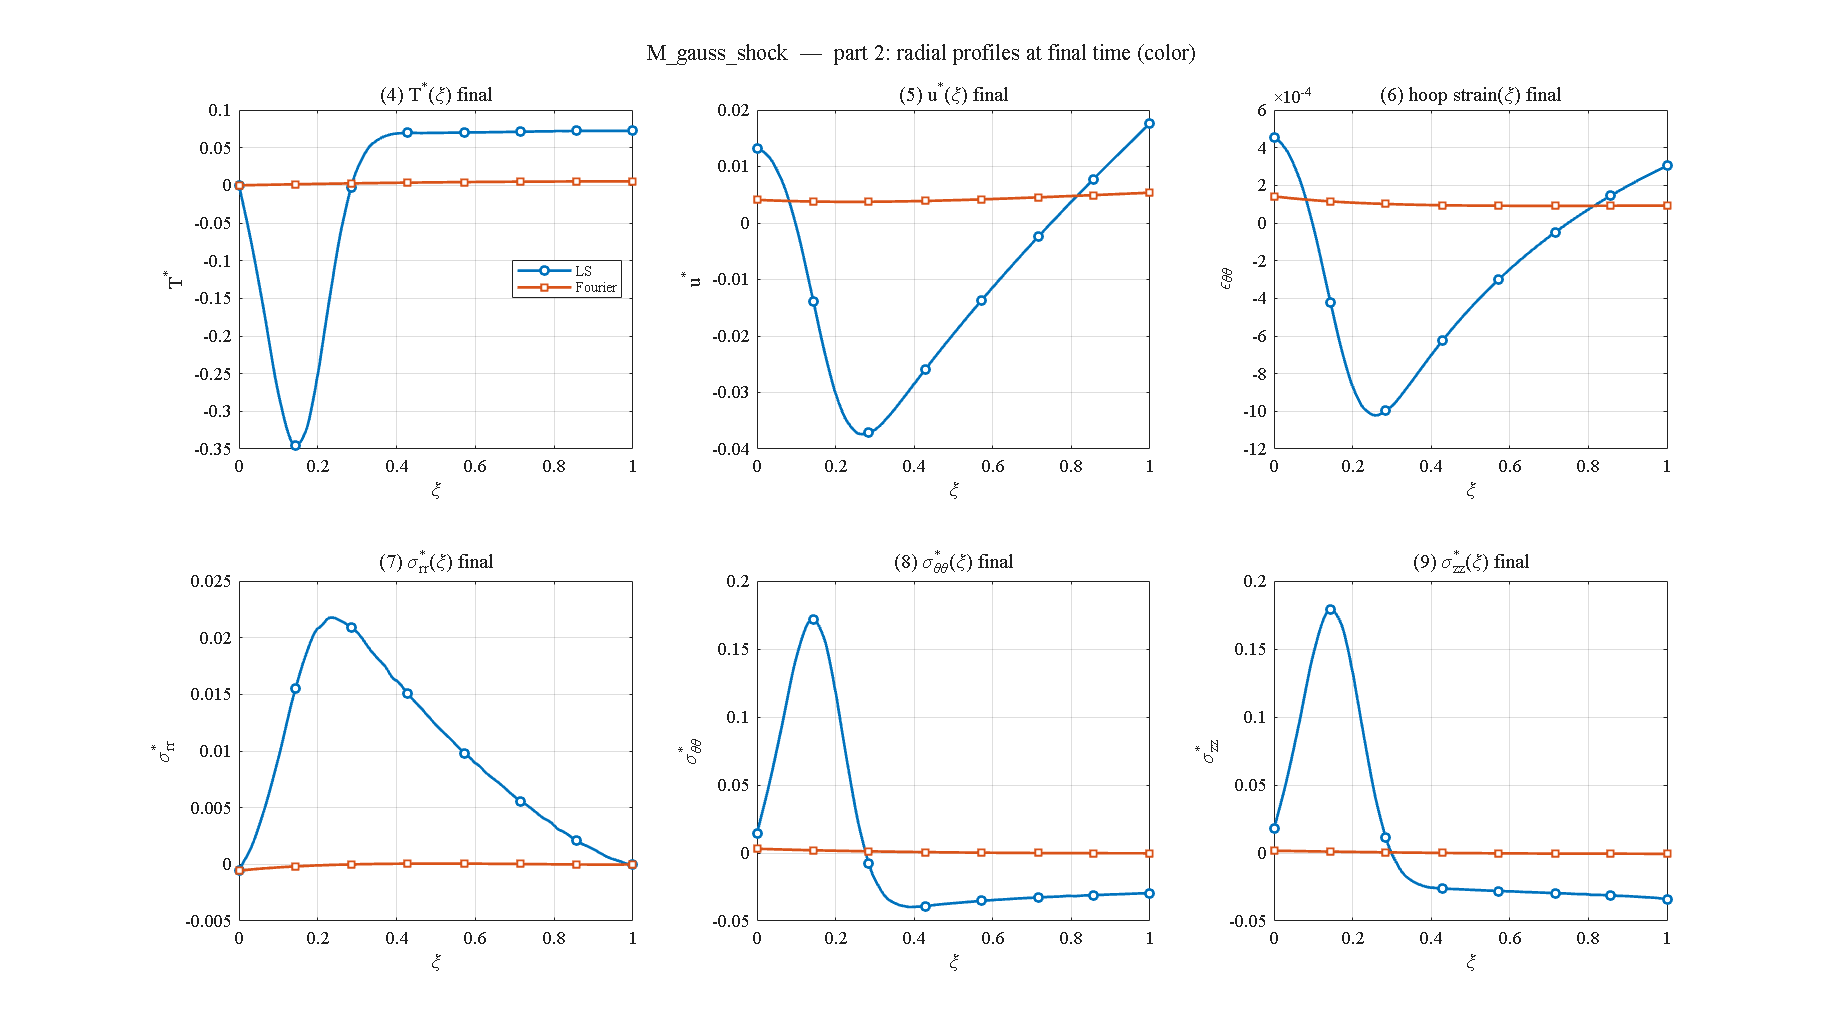 M_gauss_shock — part 2: radial profiles at final time (color)
(4) T*(ξ) final
0.1
0.05
0
-0.05
-0.1
-0.15
-0.2
-0.25
-0.3
-0.35
T*
0 0.2 0.4 0.6 0.8 1
ξ
LS
Fourier
(5) u*(ξ) final
0.02
0.01
0
-0.01
-0.02
-0.03
-0.04
u*
0 0.2 0.4 0.6 0.8 1
ξ
(6) hoop strain(ξ) final
×10-4
6
4
2
0
-2
-4
-6
-8
-10
-12
ϵθθ
0 0.2 0.4 0.6 0.8 1
ξ
(7) σ*rr(ξ) final
0.025
0.02
0.015
0.01
0.005
0
-0.005
σ*rr
0 0.2 0.4 0.6 0.8 1
ξ
(8) σ*θθ(ξ) final
0.2
0.15
0.1
0.05
0
-0.05
σ*θθ
0 0.2 0.4 0.6 0.8 1
ξ
(9) σ*zz(ξ) final
0.2
0.15
0.1
0.05
0
-0.05
σ*zz
0 0.2 0.4 0.6 0.8 1
ξ